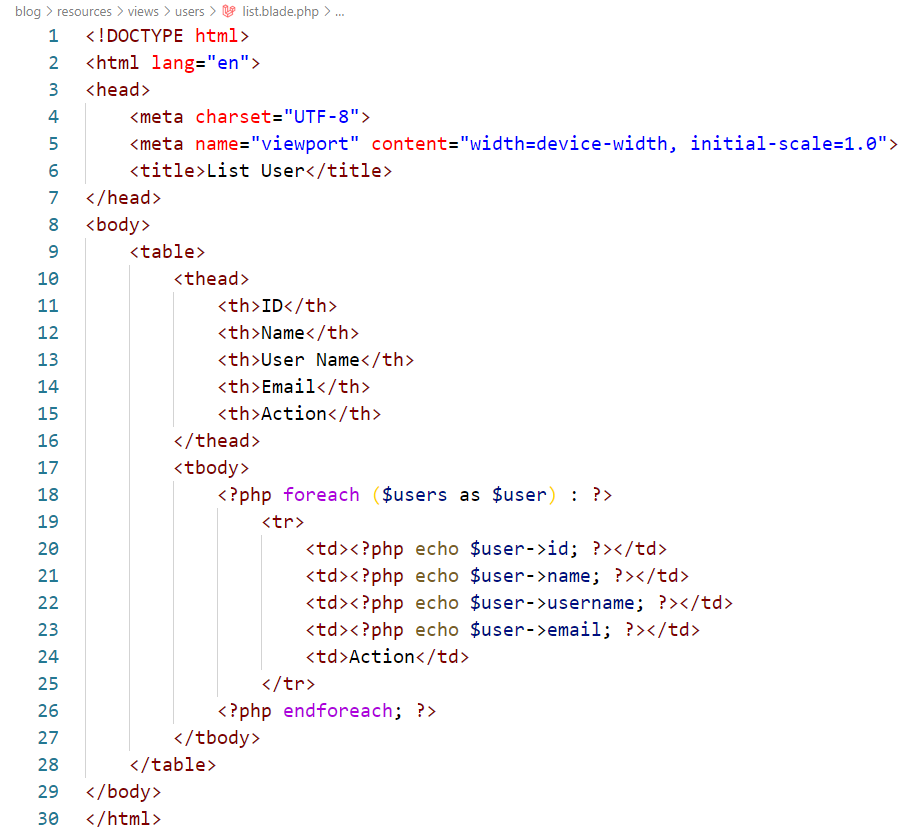 blog > resources > views > users > list.blade.php > ...
1 <!DOCTYPE html>
2 <html lang="en">
3 <head>
4     <meta charset="UTF-8">
5     <meta name="viewport" content="width=device-width, initial-scale=1.0">
6     <title>List User</title>
7 </head>
8 <body>
9     <table>
10         <thead>
11             <th>ID</th>
12             <th>Name</th>
13             <th>User Name</th>
14             <th>Email</th>
15             <th>Action</th>
16         </thead>
17         <tbody>
18             <?php foreach ($users as $user) : ?>
19                 <tr>
20                     <td><?php echo $user->id; ?></td>
21                     <td><?php echo $user->name; ?></td>
22                     <td><?php echo $user->username; ?></td>
23                     <td><?php echo $user->email; ?></td>
24                     <td>Action</td>
25                 </tr>
26             <?php endforeach; ?>
27         </tbody>
28     </table>
29 </body>
30 </html>